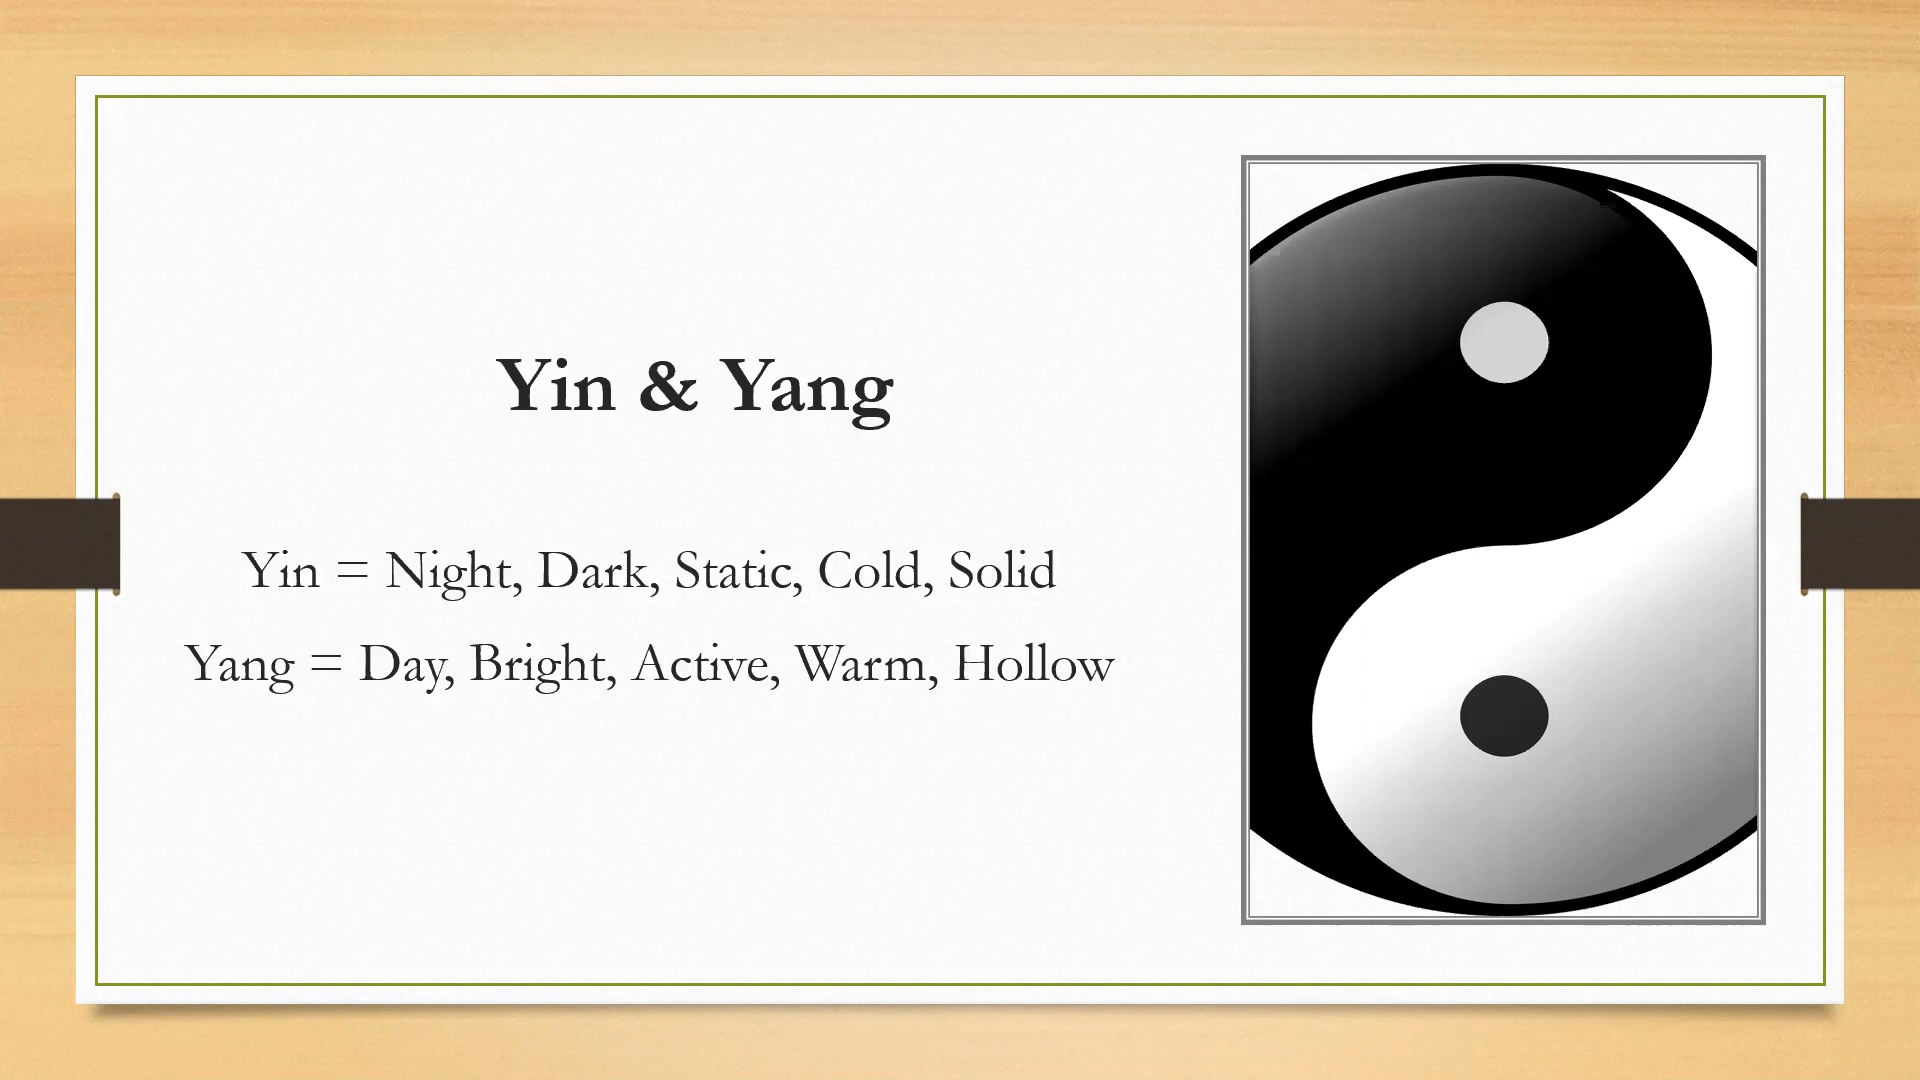 Yin & Yang
Yin = Night, Dark, Static, Cold, Solid
Yang = Day, Bright, Active, Warm, Hollow